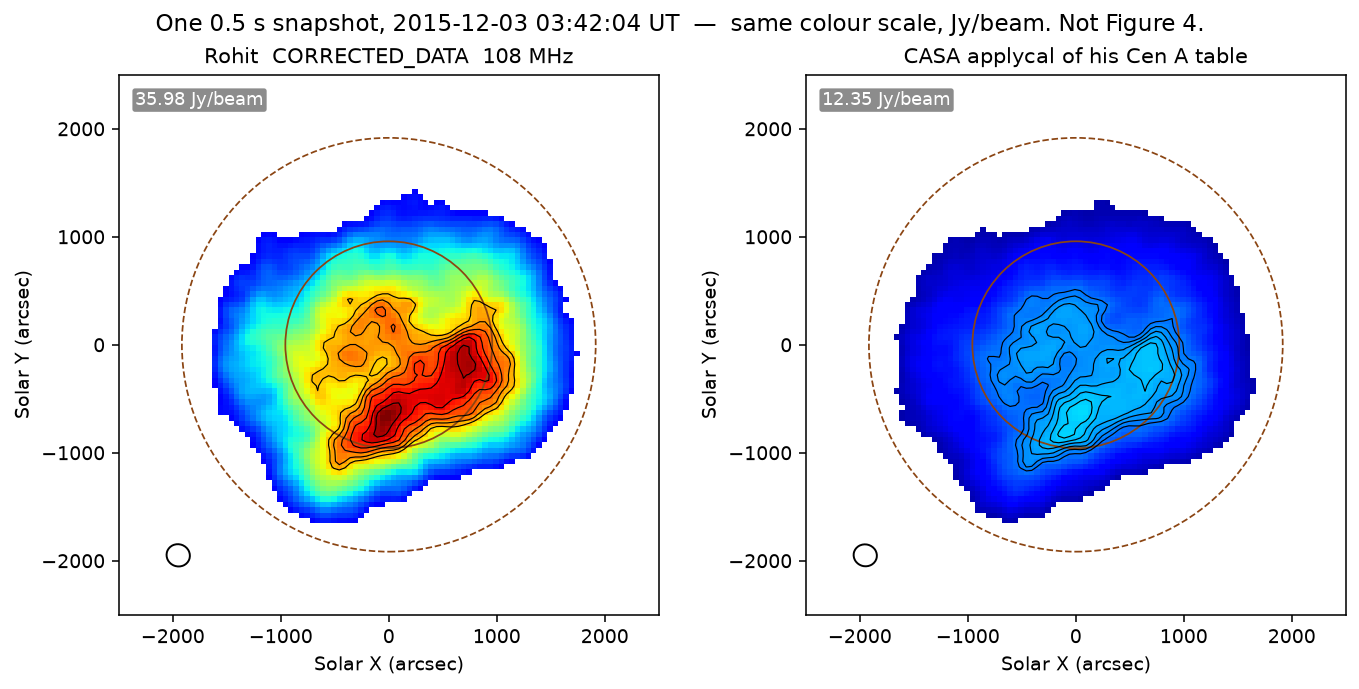 One 0.5 s snapshot, 2015-12-03 03:42:04 UT — same colour scale, Jy/beam. Not Figure 4.
Rohit CORRECTED_DATA 108 MHz
35.98 Jy/beam
2000
1000
0
−1000
−2000
Solar Y (arcsec)
−2000 −1000 0 1000 2000
Solar X (arcsec)
CASA applycal of his Cen A table
12.35 Jy/beam
2000
1000
0
−1000
−2000
Solar Y (arcsec)
−2000 −1000 0 1000 2000
Solar X (arcsec)